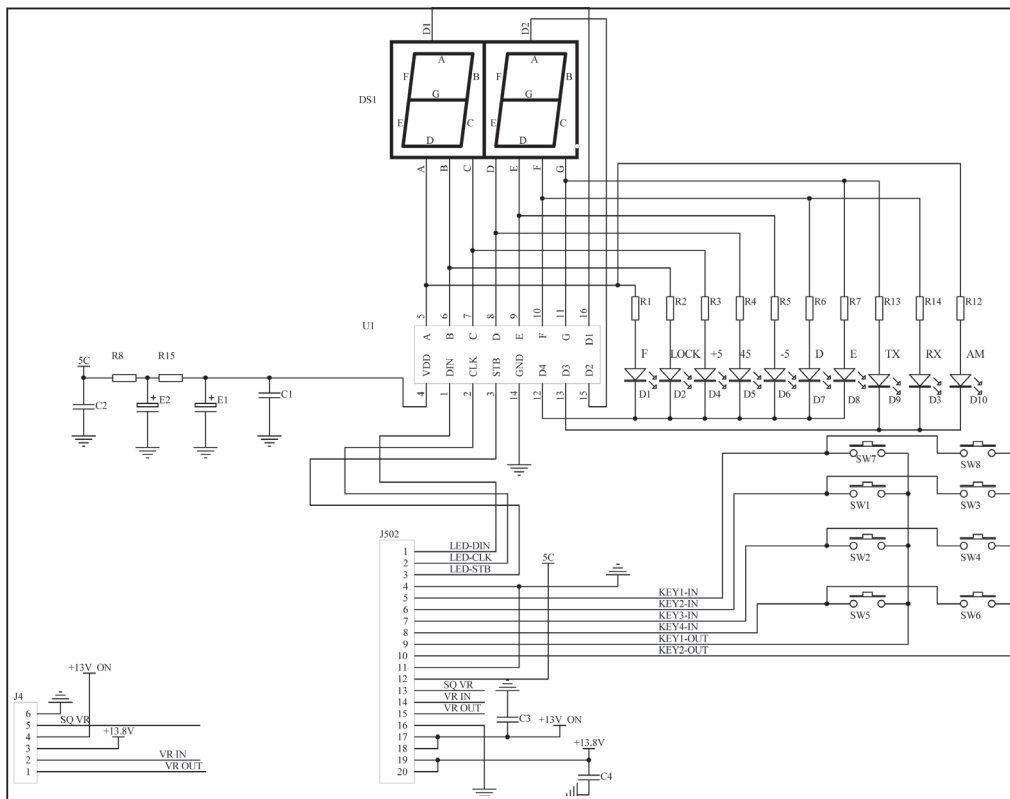 D1 D2
A A
F B F B
DS1 G G
E C E C
D D
A B C D E F G
R1 R2 R3 R4 R5 R6 R7 R13 R14 R12
5 6 7 8 9 10 11 16
U1
A B C D E F G D1
VDD DIN CLK STB GND D4 D3 D2
4 1 2 3 14 12 13 15
F LOCK +5 45 -5 D E TX RX AM
D1 D2 D4 D5 D6 D7 D8 D9 D3 D10
5C R8 R15
C2 + E2 + E1 C1
SW7 SW8
SW1 SW3
SW2 SW4
SW5 SW6
J502
1 LED-DIN
2 LED-CLK
3 LED-STB
5C
4
5 KEY1-IN
6 KEY2-IN
7 KEY3-IN
8 KEY4-IN
9 KEY1-OUT
10 KEY2-OUT
11
12
13 SQ VR
14 VR IN
15 VR OUT
16 C3 +13V ON
17
18
19 +13.8V
20 C4
J4
+13V ON
6
5 SQ VR
4
3 +13.8V
2 VR IN
1 VR OUT